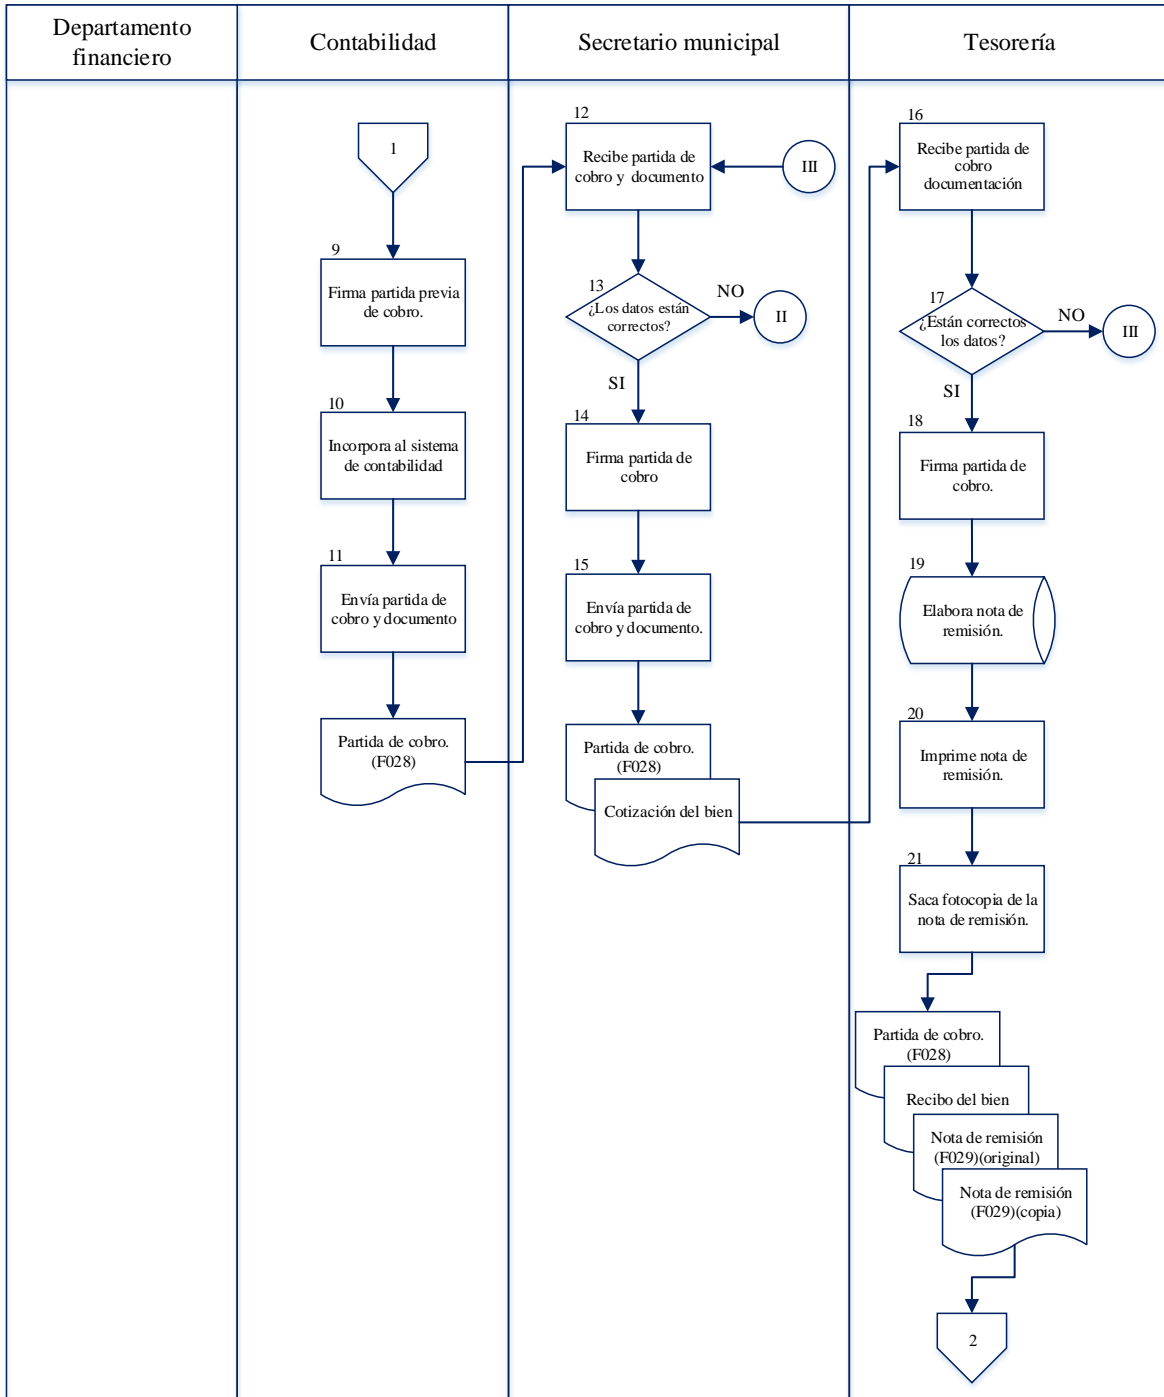 Departamento
financiero
Contabilidad
Secretario municipal
Tesorería
1
9
Firma partida previa
de cobro.
10
Incorpora al sistema
de contabilidad
11
Envía partida de
cobro y documento
Partida de cobro.
(F028)
12
Recibe partida de
cobro y documento
III
13
¿Los datos están
correctos?
NO
II
SI
14
Firma partida de
cobro
15
Envía partida de
cobro y documento.
Partida de cobro.
(F028)
Cotización del bien
16
Recibe partida de
cobro
documentación
17
¿Están correctos
los datos?
NO
III
SI
18
Firma partida de
cobro.
19
Elabora nota de
remisión.
20
Imprime nota de
remisión.
21
Saca fotocopia de la
nota de remisión.
Partida de cobro.
(F028)
Recibo del bien
Nota de remisión
(F029)(original)
Nota de remisión
(F029)(copia)
2